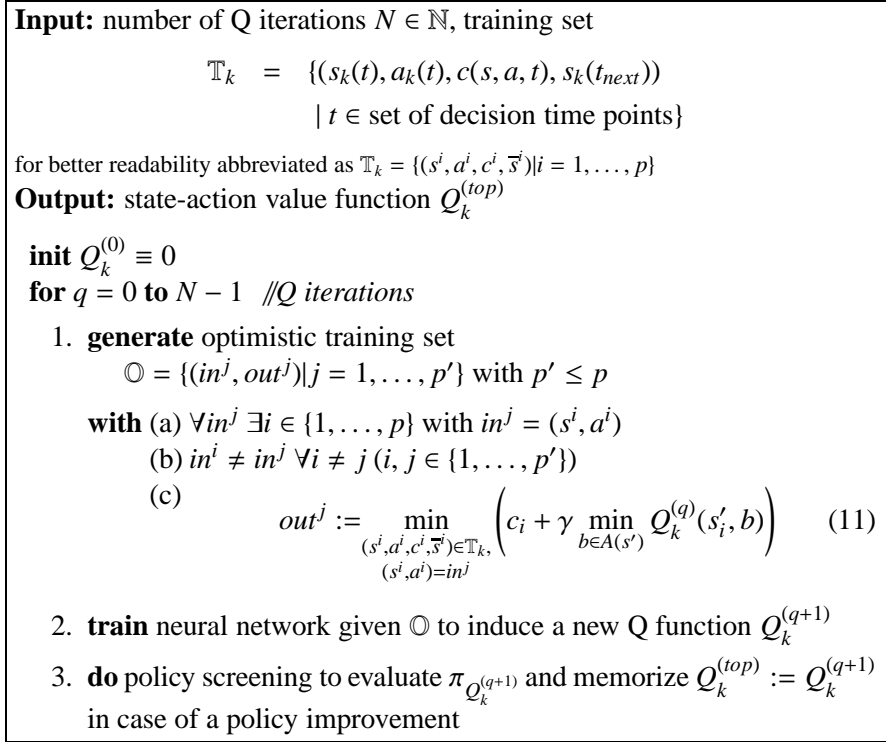 Input: number of Q iterations N ∈ ℕ, training set
𝕋_k = {(s_k(t), a_k(t), c(s, a, t), s_k(t_{next}))
| t ∈ set of decision time points}
for better readability abbreviated as 𝕋_k = {(s^i, a^i, c^i, \overline{s}^i)|i = 1, . . . , p}
Output: state-action value function Q_k^{(top)}
init Q_k^{(0)} ≡ 0
for q = 0 to N − 1 //Q iterations
1. generate optimistic training set
𝕆 = {(in^j, out^j)| j = 1, . . . , p′} with p′ ≤ p
with (a) ∀in^j ∃i ∈ {1, . . . , p} with in^j = (s^i, a^i)
(b) in^i ≠ in^j ∀i ≠ j (i, j ∈ {1, . . . , p′})
(c)
out^j := min_{(s^i,a^i,c^i,\overline{s}^i)∈𝕋_k, (s^i,a^i)=in^j} (c_i + γ min_{b∈A(s′)} Q_k^{(q)}(s′_i, b)) (11)
2. train neural network given 𝕆 to induce a new Q function Q_k^{(q+1)}
3. do policy screening to evaluate π_{Q_k^{(q+1)}} and memorize Q_k^{(top)} := Q_k^{(q+1)}
in case of a policy improvement